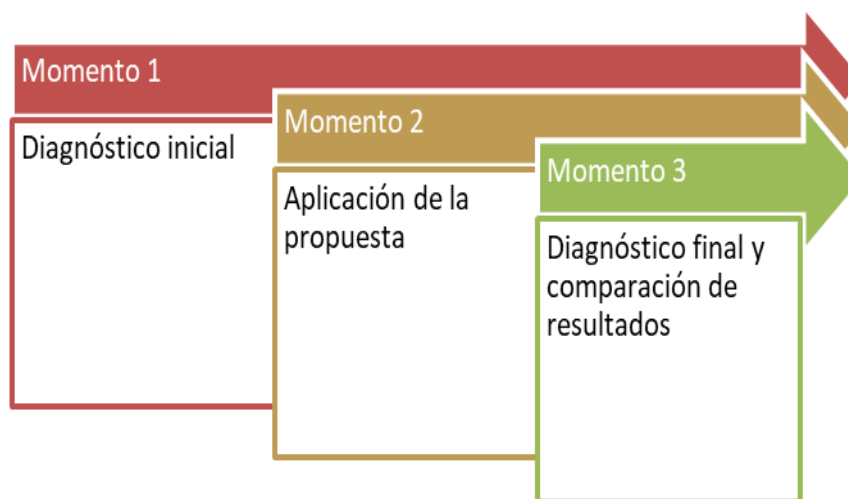 Momento 1
Diagnóstico inicial
Momento 2
Aplicación de la
propuesta
Momento 3
Diagnóstico final y
comparación de
resultados